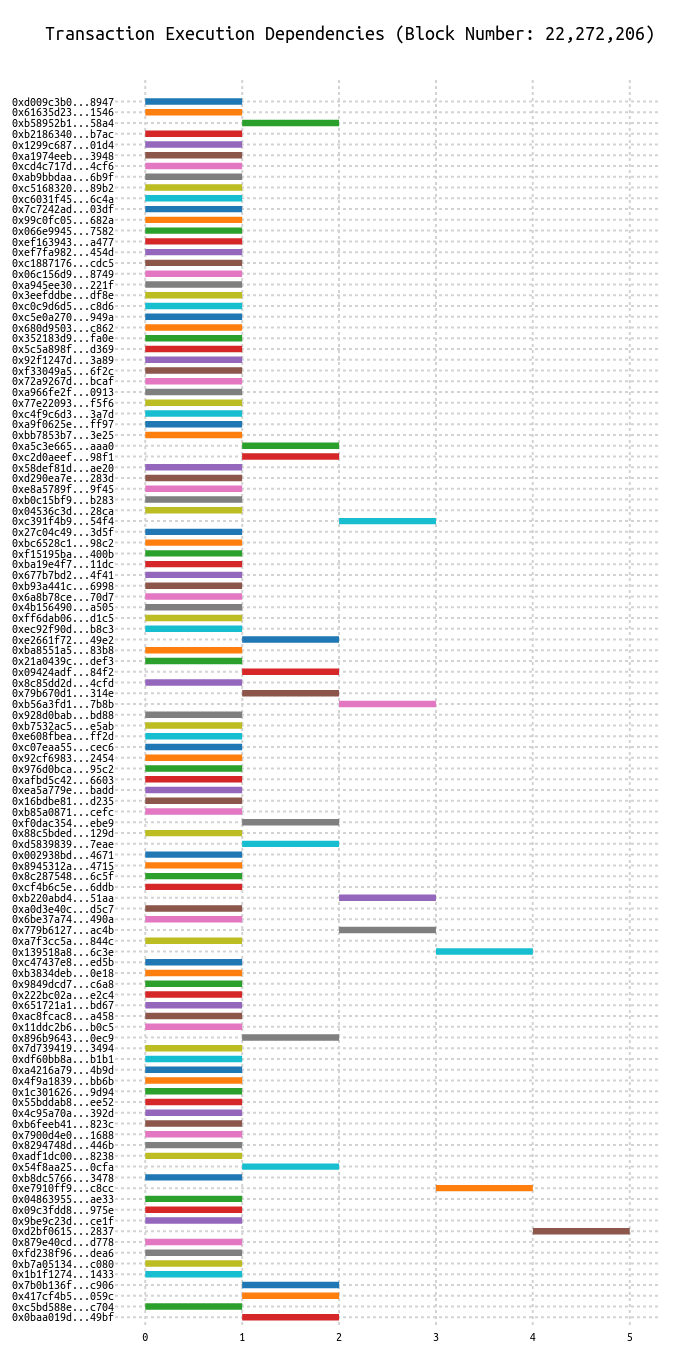 Transaction Execution Dependencies (Block Number: 22,272,206)
0xd009c3b0...8947
0x61635d23...1546
0xb58952b1...58a4
0xb2186340...b7ac
0x1299c687...01d4
0xa1974eeb...3948
0xcd4c717d...4cf6
0xab9bbdaa...6b9f
0xc5168320...89b2
0xc6031f45...6c4a
0x7c7242ad...03df
0x99c0fc05...682a
0x066e9945...7582
0xef163943...a477
0xef7fa982...454d
0xc1887176...cdc5
0x06c156d9...8749
0xa945ee30...221f
0x3eefddbe...df8e
0xc0c9d6d5...c8d6
0xc5e0a270...949a
0x680d9503...c862
0x352183d9...fa0e
0x5c5a898f...d369
0x92f1247d...3a89
0xf33049a5...6f2c
0x72a9267d...bcaf
0xa966fe2f...0913
0x77e22093...f5f6
0xc4f9c6d3...3a7d
0xa9f0625e...ff97
0xbb7853b7...3e25
0xa5c3e665...aaa0
0xc2d0aeef...98f1
0x58def81d...ae20
0xd290ea7e...283d
0xe8a5789f...9f45
0xb0c15bf9...b283
0x04536c3d...28ca
0xc391f4b9...54f4
0x27c04c49...3d5f
0xbc6528c1...98c2
0xf15195ba...400b
0xba19e4f7...11dc
0x677b7bd2...4f41
0xb93a441c...6998
0x6a8b78ce...70d7
0x4b156490...a505
0xff6dab06...d1c5
0xec92f90d...b8c3
0xe2661f72...49e2
0xba8551a5...83b8
0x21a0439c...def3
0x09424adf...84f2
0x8c85dd2d...4cfd
0x79b670d1...314e
0xb56a3fd1...7b8b
0x928d0bab...bd88
0xb7532ac5...e5ab
0xe608fbea...ff2d
0xc07eaa55...cec6
0x92cf6983...2454
0x976d0bca...95c2
0xafbd5c42...6603
0xea5a779e...badd
0x16bdbe81...d235
0xb85a0871...cefc
0xf0dac354...ebe9
0x88c5bded...129d
0xd5839839...7eae
0x002938bd...4671
0x8945312a...4715
0x8c287548...6c5f
0xcf4b6c5e...6ddb
0xb220abd4...51aa
0xa0d3e40c...d5c7
0x6be37a74...490a
0x779b6127...ac4b
0xa7f3cc5a...844c
0x139518a8...6c3e
0xc47437e8...ed5b
0xb3834deb...0e18
0x9849dcd7...c6a8
0x222bc02a...e2c4
0x651721a1...bd67
0xac8fcac8...a458
0x11ddc2b6...b0c5
0x896b9643...0ec9
0x7d739419...3494
0xdf60bb8a...b1b1
0xa4216a79...4b9d
0x4f9a1839...bb6b
0x1c301626...9d94
0x55bddab8...ee52
0x4c95a70a...392d
0xb6feeb41...823c
0x7900d4e0...1688
0x8294748d...446b
0xadf1dc00...8238
0x54f8aa25...0cfa
0xb8dc5766...3478
0xe7910ff9...c8cc
0x04863955...ae33
0x09c3fdd8...975e
0x9be9c23d...ce1f
0xd2bf0615...2837
0x879e40cd...d778
0xfd238f96...dea6
0xb7a05134...c080
0x1b1f1274...1433
0x7b0b136f...c906
0x417cf4b5...059c
0xc5bd588e...c704
0x0baa019d...49bf
0 1 2 3 4 5